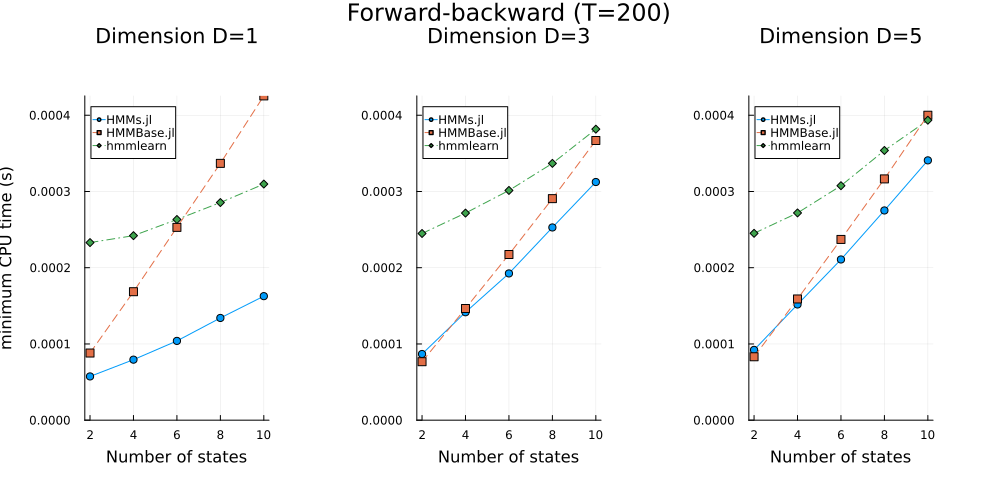 Forward-backward (T=200)
Dimension D=1
Dimension D=3
Dimension D=5
minimum CPU time (s)
0.0004
0.0003
0.0002
0.0001
0.0000
HMMs.jl
HMMBase.jl
hmmlearn
2 4 6 8 10
Number of states
0.0004
0.0003
0.0002
0.0001
0.0000
HMMs.jl
HMMBase.jl
hmmlearn
2 4 6 8 10
Number of states
0.0004
0.0003
0.0002
0.0001
0.0000
HMMs.jl
HMMBase.jl
hmmlearn
2 4 6 8 10
Number of states